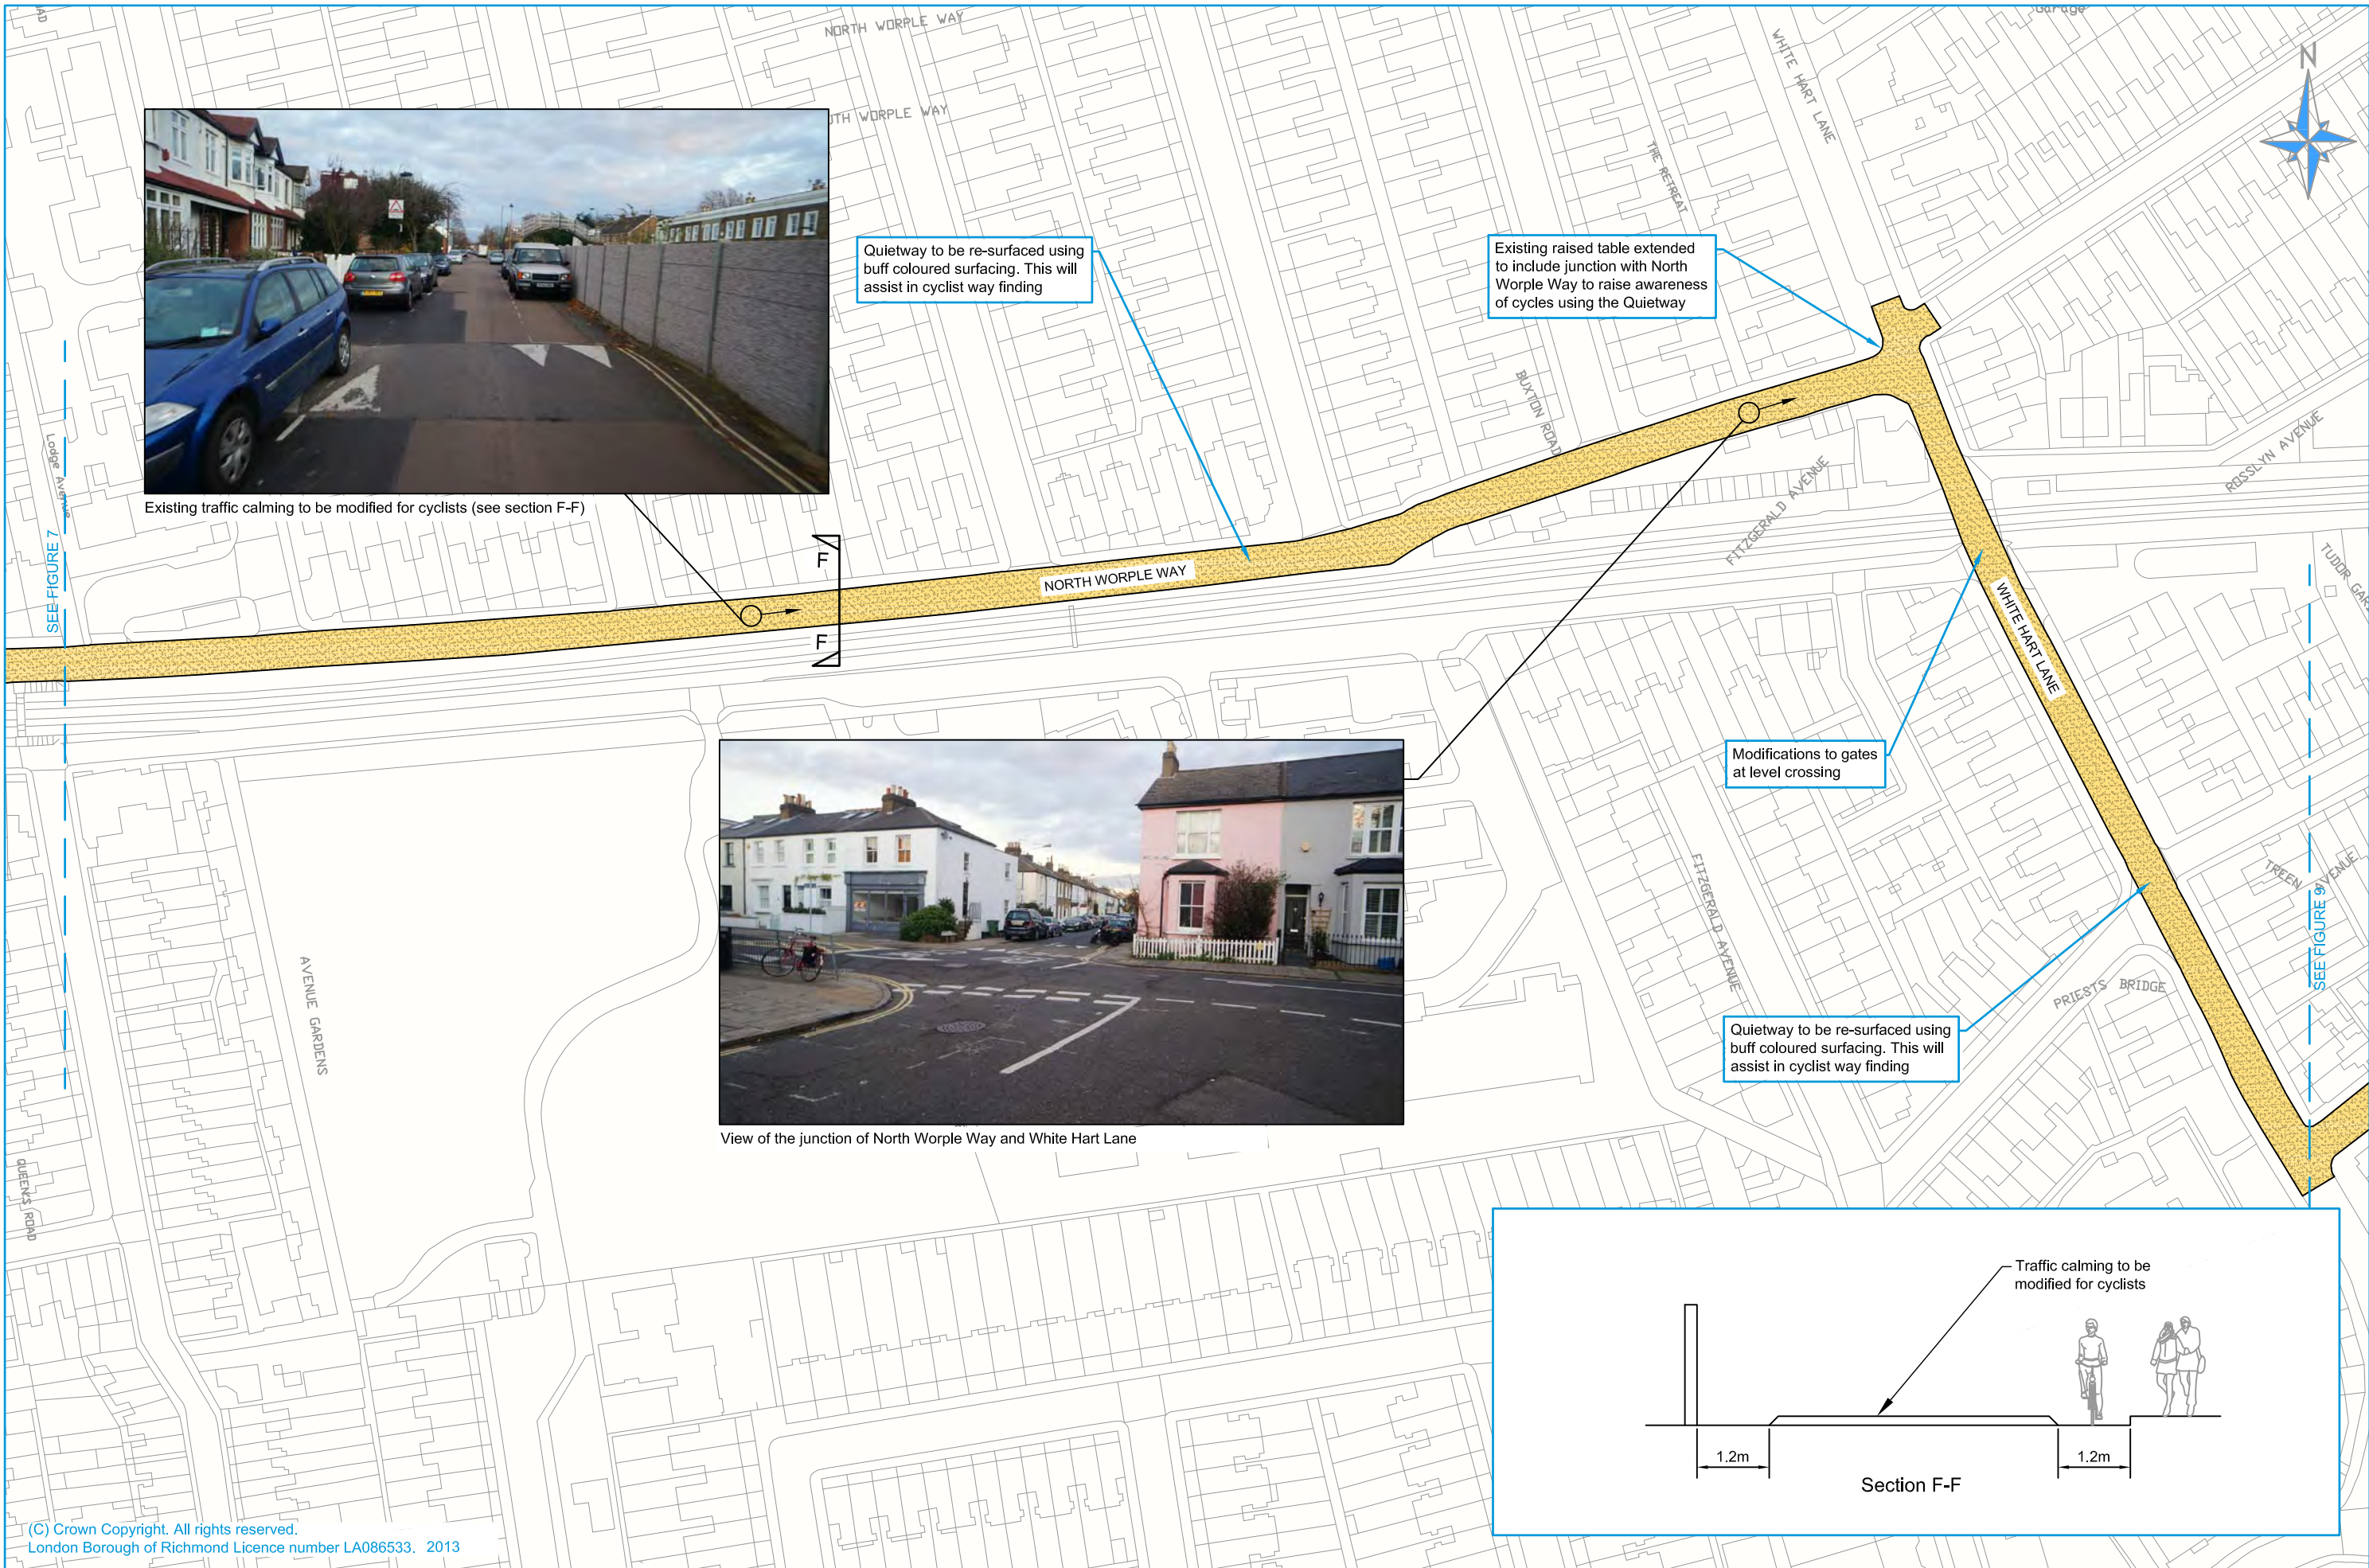 Garage
NORTH WORPLE WAY
WHITE HART LANE
N
UTH WORPLE WAY
THE RETREAT
Quietway to be re-surfaced using
buff coloured surfacing. This will
assist in cyclist way finding
Existing raised table extended
to include junction with North
Worple Way to raise awareness
of cycles using the Quietway
BUXTON ROAD
ROSSLYN AVENUE
Lodge Avenue
FITZGERALD AVENUE
Existing traffic calming to be modified for cyclists (see section F-F)
SEE FIGURE 7
F
F
NORTH WORPLE WAY
TUDOR GAR
WHITE HART LANE
Modifications to gates
at level crossing
FITZGERALD AVENUE
TREEN AVENUE
SEE FIGURE 9
AVENUE GARDENS
PRIESTS BRIDGE
Quietway to be re-surfaced using
buff coloured surfacing. This will
assist in cyclist way finding
View of the junction of North Worple Way and White Hart Lane
QUEEN'S ROAD
Traffic calming to be
modified for cyclists
1.2m
1.2m
Section F-F
(C) Crown Copyright. All rights reserved.
London Borough of Richmond Licence number LA086533. 2013